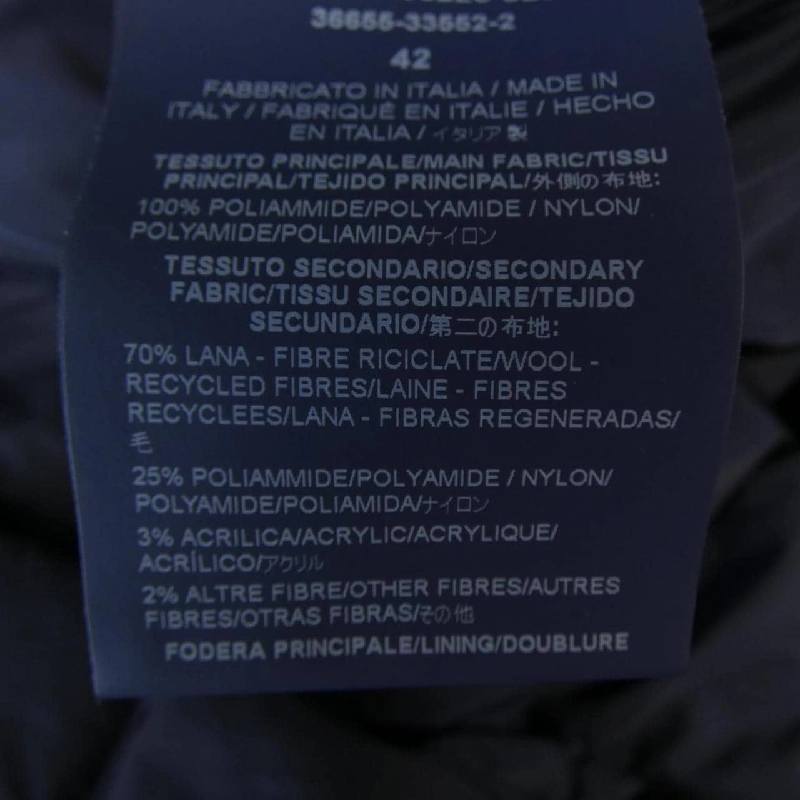 36655-33552-2
42
FABBRICATO IN ITALIA / MADE IN
ITALY / FABRIQUÉ EN ITALIE / HECHO
EN ITALIA / イタリア製
TESSUTO PRINCIPALE/MAIN FABRIC/TISSU
PRINCIPAL/TEJIDO PRINCIPAL/外側の布地:
100% POLIAMMIDE/POLYAMIDE / NYLON/
POLYAMIDE/POLIAMIDA/ナイロン
TESSUTO SECONDARIO/SECONDARY
FABRIC/TISSU SECONDAIRE/TEJIDO
SECUNDARIO/第二の布地:
70% LANA - FIBRE RICICLATE/WOOL -
RECYCLED FIBRES/LAINE - FIBRES
RECYCLEES/LANA - FIBRAS REGENERADAS/
毛
25% POLIAMMIDE/POLYAMIDE / NYLON/
POLYAMIDE/POLIAMIDA/ナイロン
3% ACRILICA/ACRYLIC/ACRYLIQUE/
ACRÍLICO/アクリル
2% ALTRE FIBRE/OTHER FIBRES/AUTRES
FIBRES/OTRAS FIBRAS/その他
FODERA PRINCIPALE/LINING/DOUBLURE